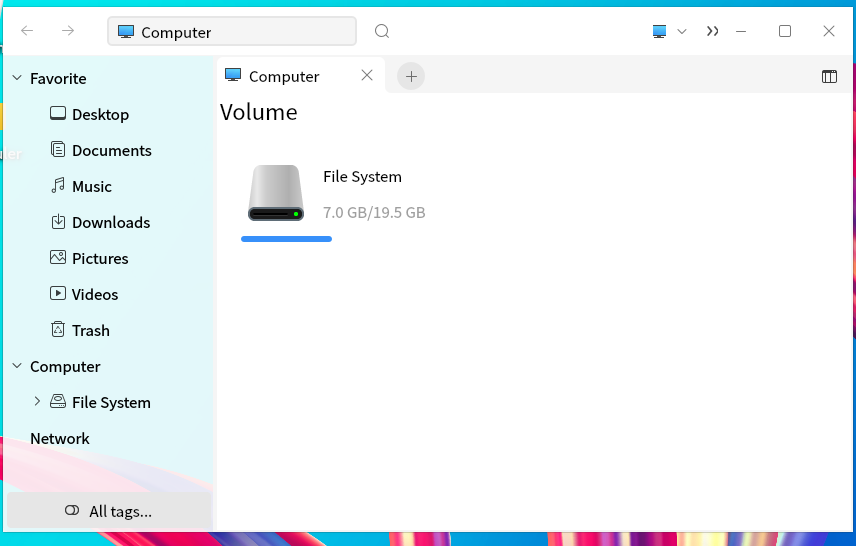 Computer
Computer
Volume
File System
7.0 GB/19.5 GB
Favorite
Desktop
Documents
Music
Downloads
Pictures
Videos
Trash
Computer
File System
Network
All tags...